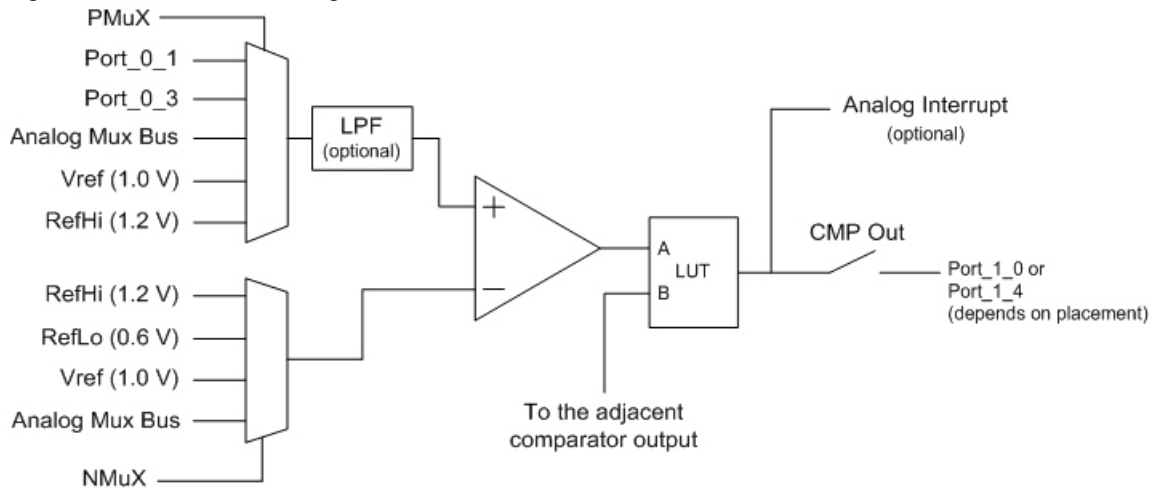 PMuX
Port_0_1
Port_0_3
Analog Mux Bus
Vref (1.0 V)
RefHi (1.2 V)
LPF
(optional)
+
−
RefHi (1.2 V)
RefLo (0.6 V)
Vref (1.0 V)
Analog Mux Bus
NMuX
A
LUT
B
To the adjacent
comparator output
Analog Interrupt
(optional)
CMP Out
Port_1_0 or
Port_1_4
(depends on placement)